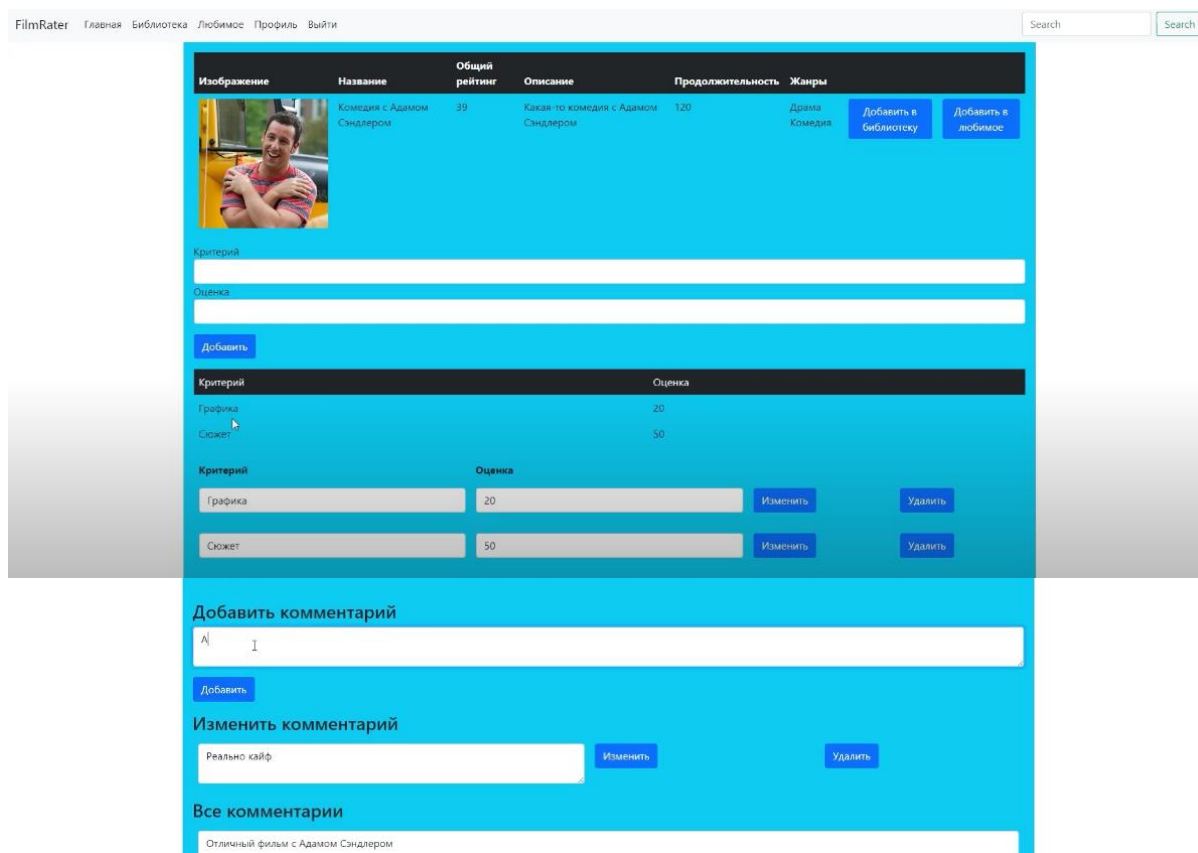 FilmRater Главная Библиотека Любимое Профиль Выйти Search Search
Изображение Название Общий рейтинг Описание Продолжительность Жанры
Комедия с Адамом Сэндлером 39 Какая-то комедия с Адамом Сэндлером 120 Драма Комедия Добавить в библиотеку Добавить в любимое
Критерий
Оценка
Добавить
Критерий Оценка
Графика 20
Сюжет 50
Критерий Оценка
Графика 20 Изменить Удалить
Сюжет 50 Изменить Удалить
Добавить комментарий
А
Добавить
Изменить комментарий
Реально кайф Изменить Удалить
Все комментарии
Отличный фильм с Адамом Сэндлером